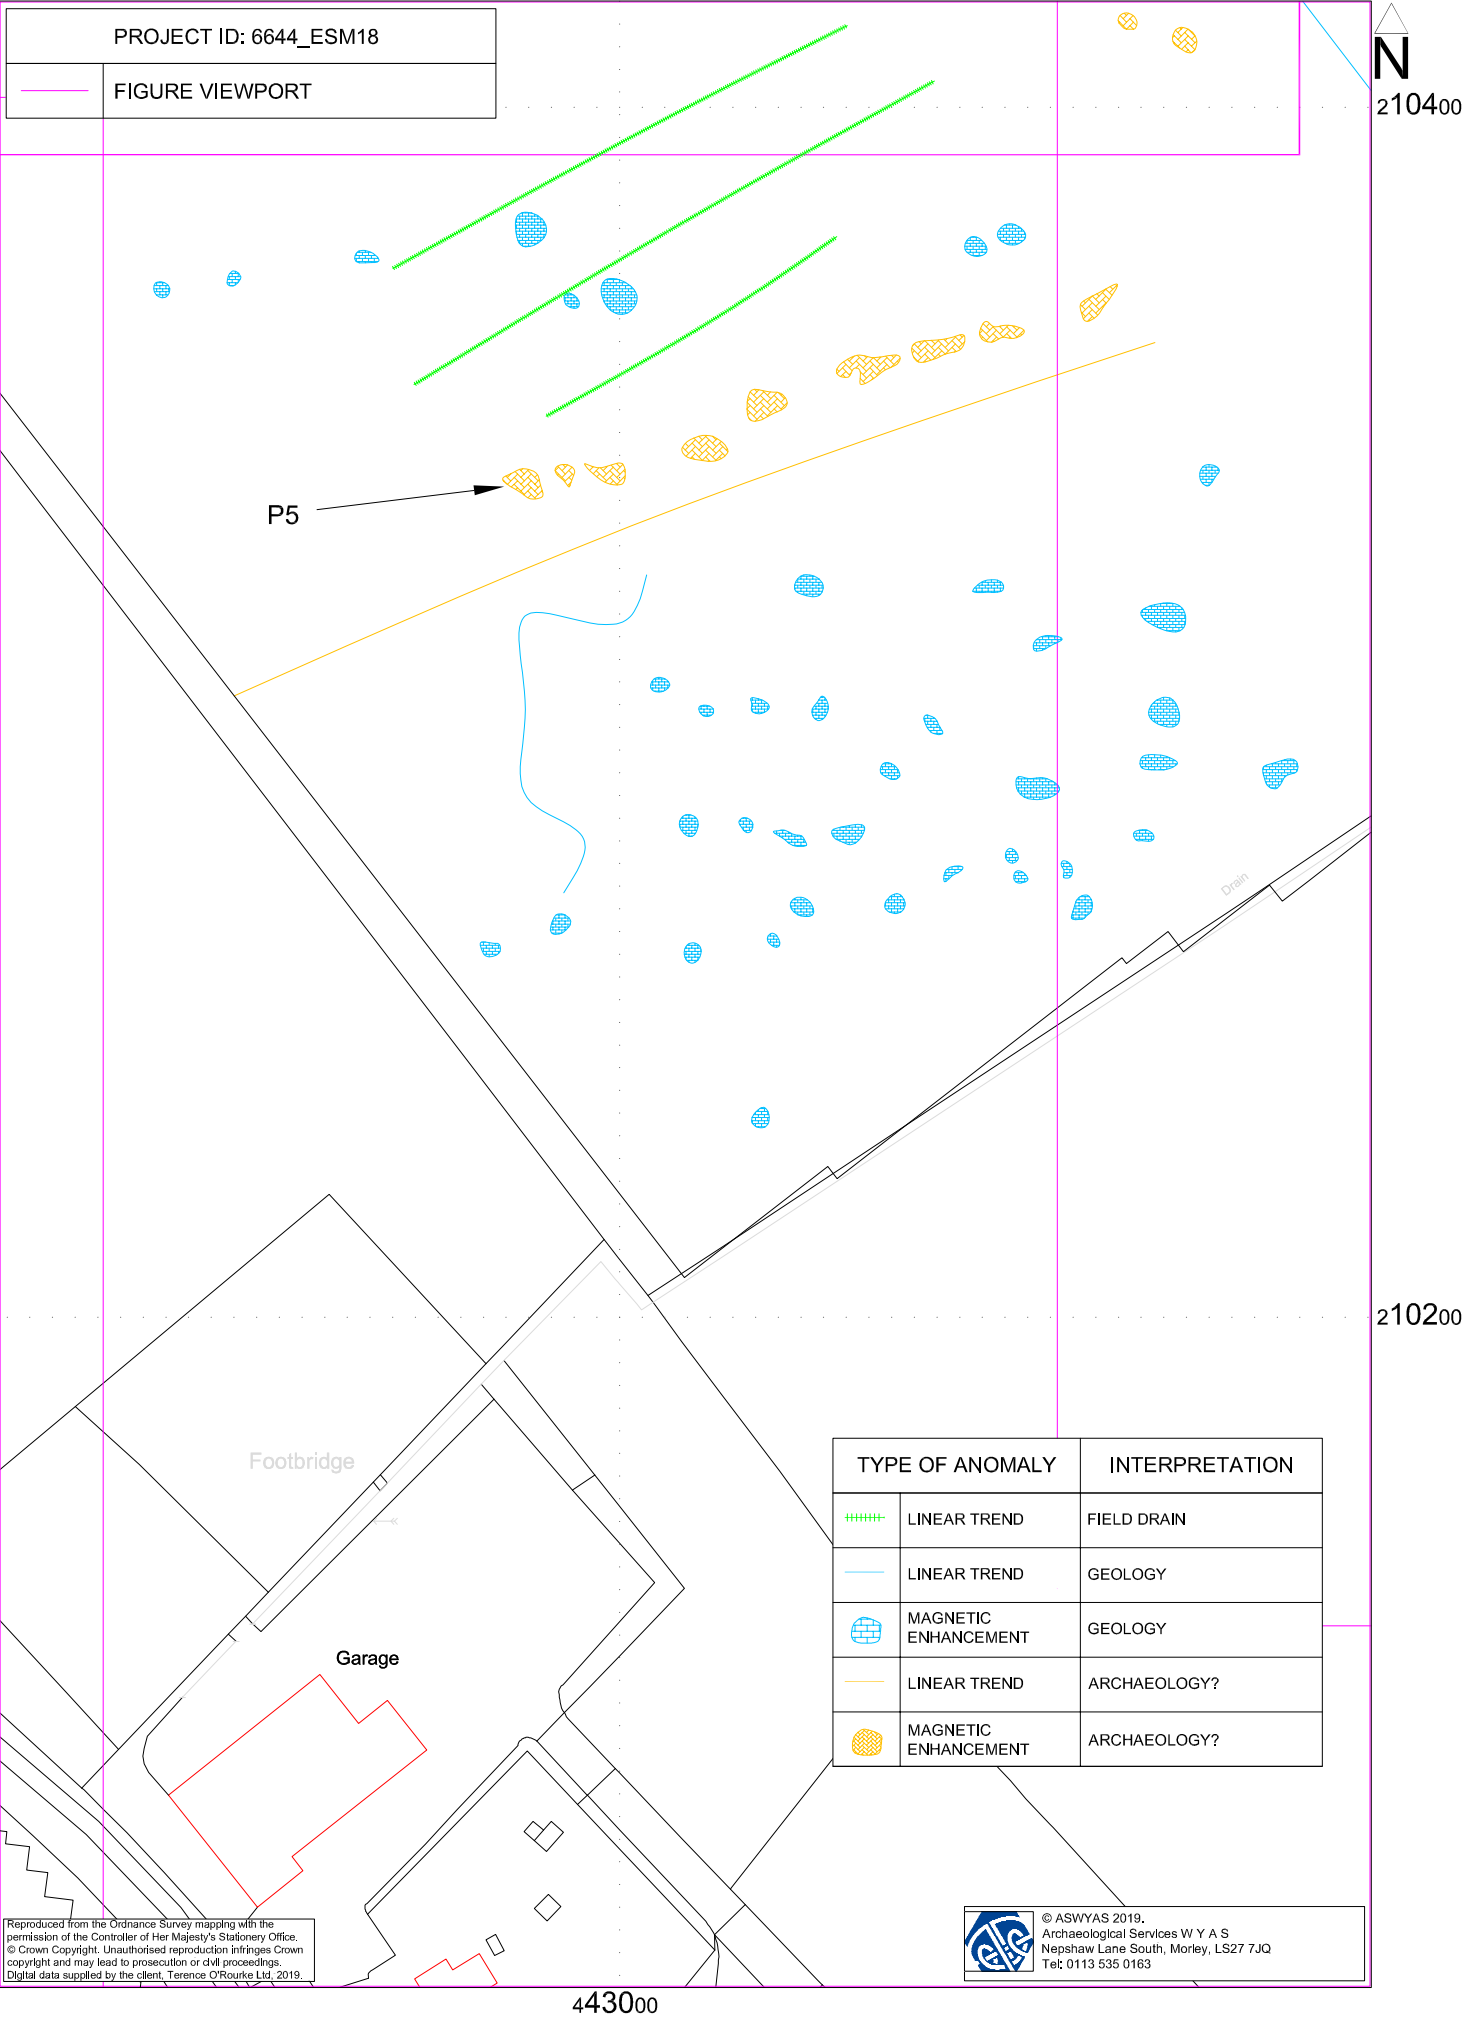 PROJECT ID: 6644_ESM18
FIGURE VIEWPORT
N
210400
P5
Drain
210200
Footbridge
Garage
TYPE OF ANOMALY
INTERPRETATION
LINEAR TREND
FIELD DRAIN
LINEAR TREND
GEOLOGY
MAGNETIC
ENHANCEMENT
GEOLOGY
LINEAR TREND
ARCHAEOLOGY?
MAGNETIC
ENHANCEMENT
ARCHAEOLOGY?
Reproduced from the Ordnance Survey mapping with the
permission of the Controller of Her Majesty's Stationery Office.
© Crown Copyright. Unauthorised reproduction infringes Crown
copyright and may lead to prosecution or civil proceedings.
Digital data supplied by the client, Terence O'Rourke Ltd, 2019.
© ASWYAS 2019.
Archaeological Services W Y A S
Nepshaw Lane South, Morley, LS27 7JQ
Tel: 0113 535 0163
443000